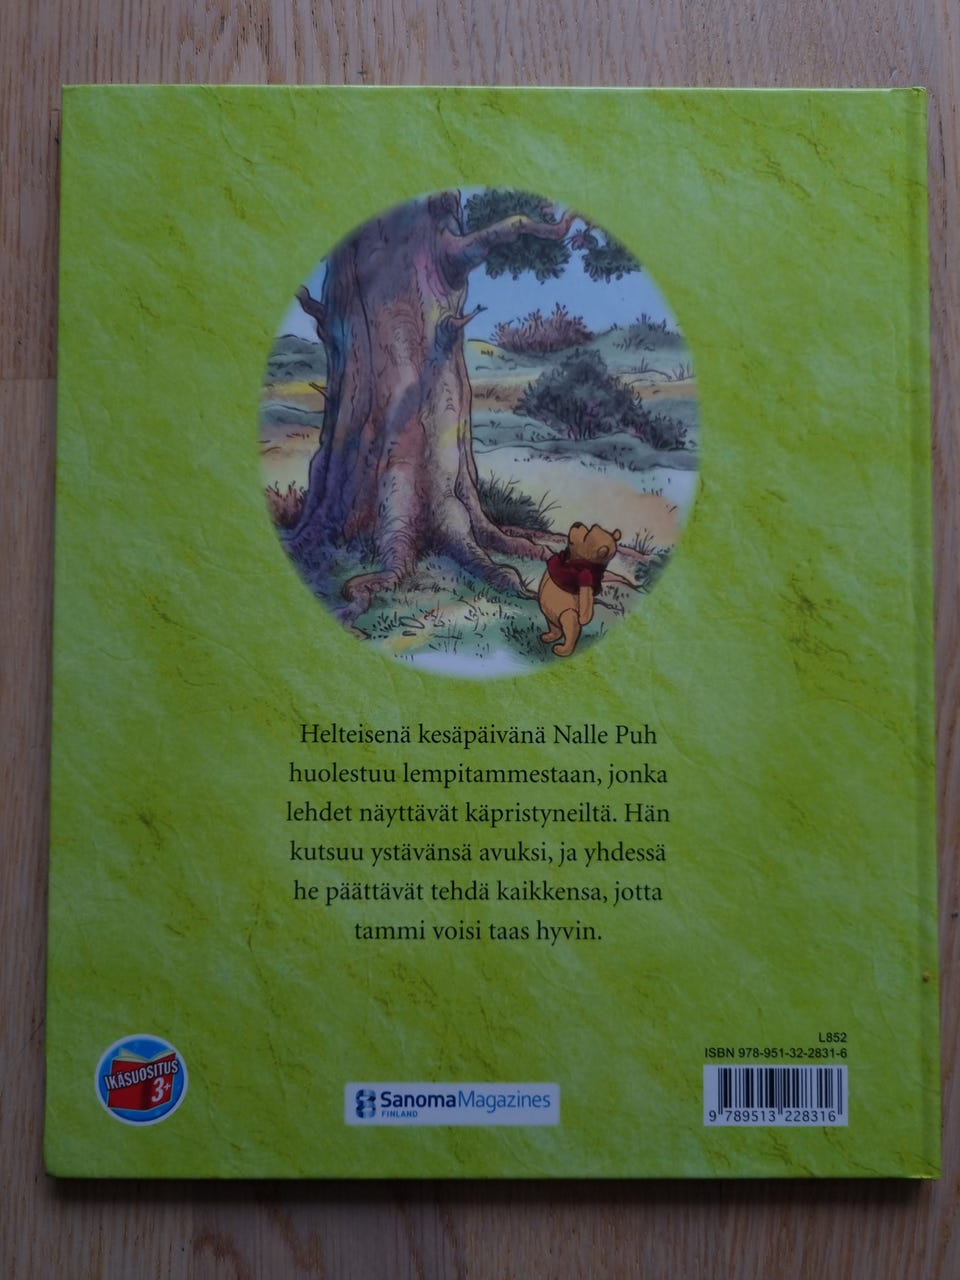 Helteisenä kesäpäivänä Nalle Puh
huolestuu lempitammestaan, jonka
lehdet näyttävät käpristyneiltä. Hän
kutsuu ystävänsä avuksi, ja yhdessä
he päättävät tehdä kaikkensa, jotta
tammi voisi taas hyvin.
IKÄSUOSITUS
3+
SanomaMagazines
FINLAND
L852
ISBN 978-951-32-2831-6
9 789513 228316